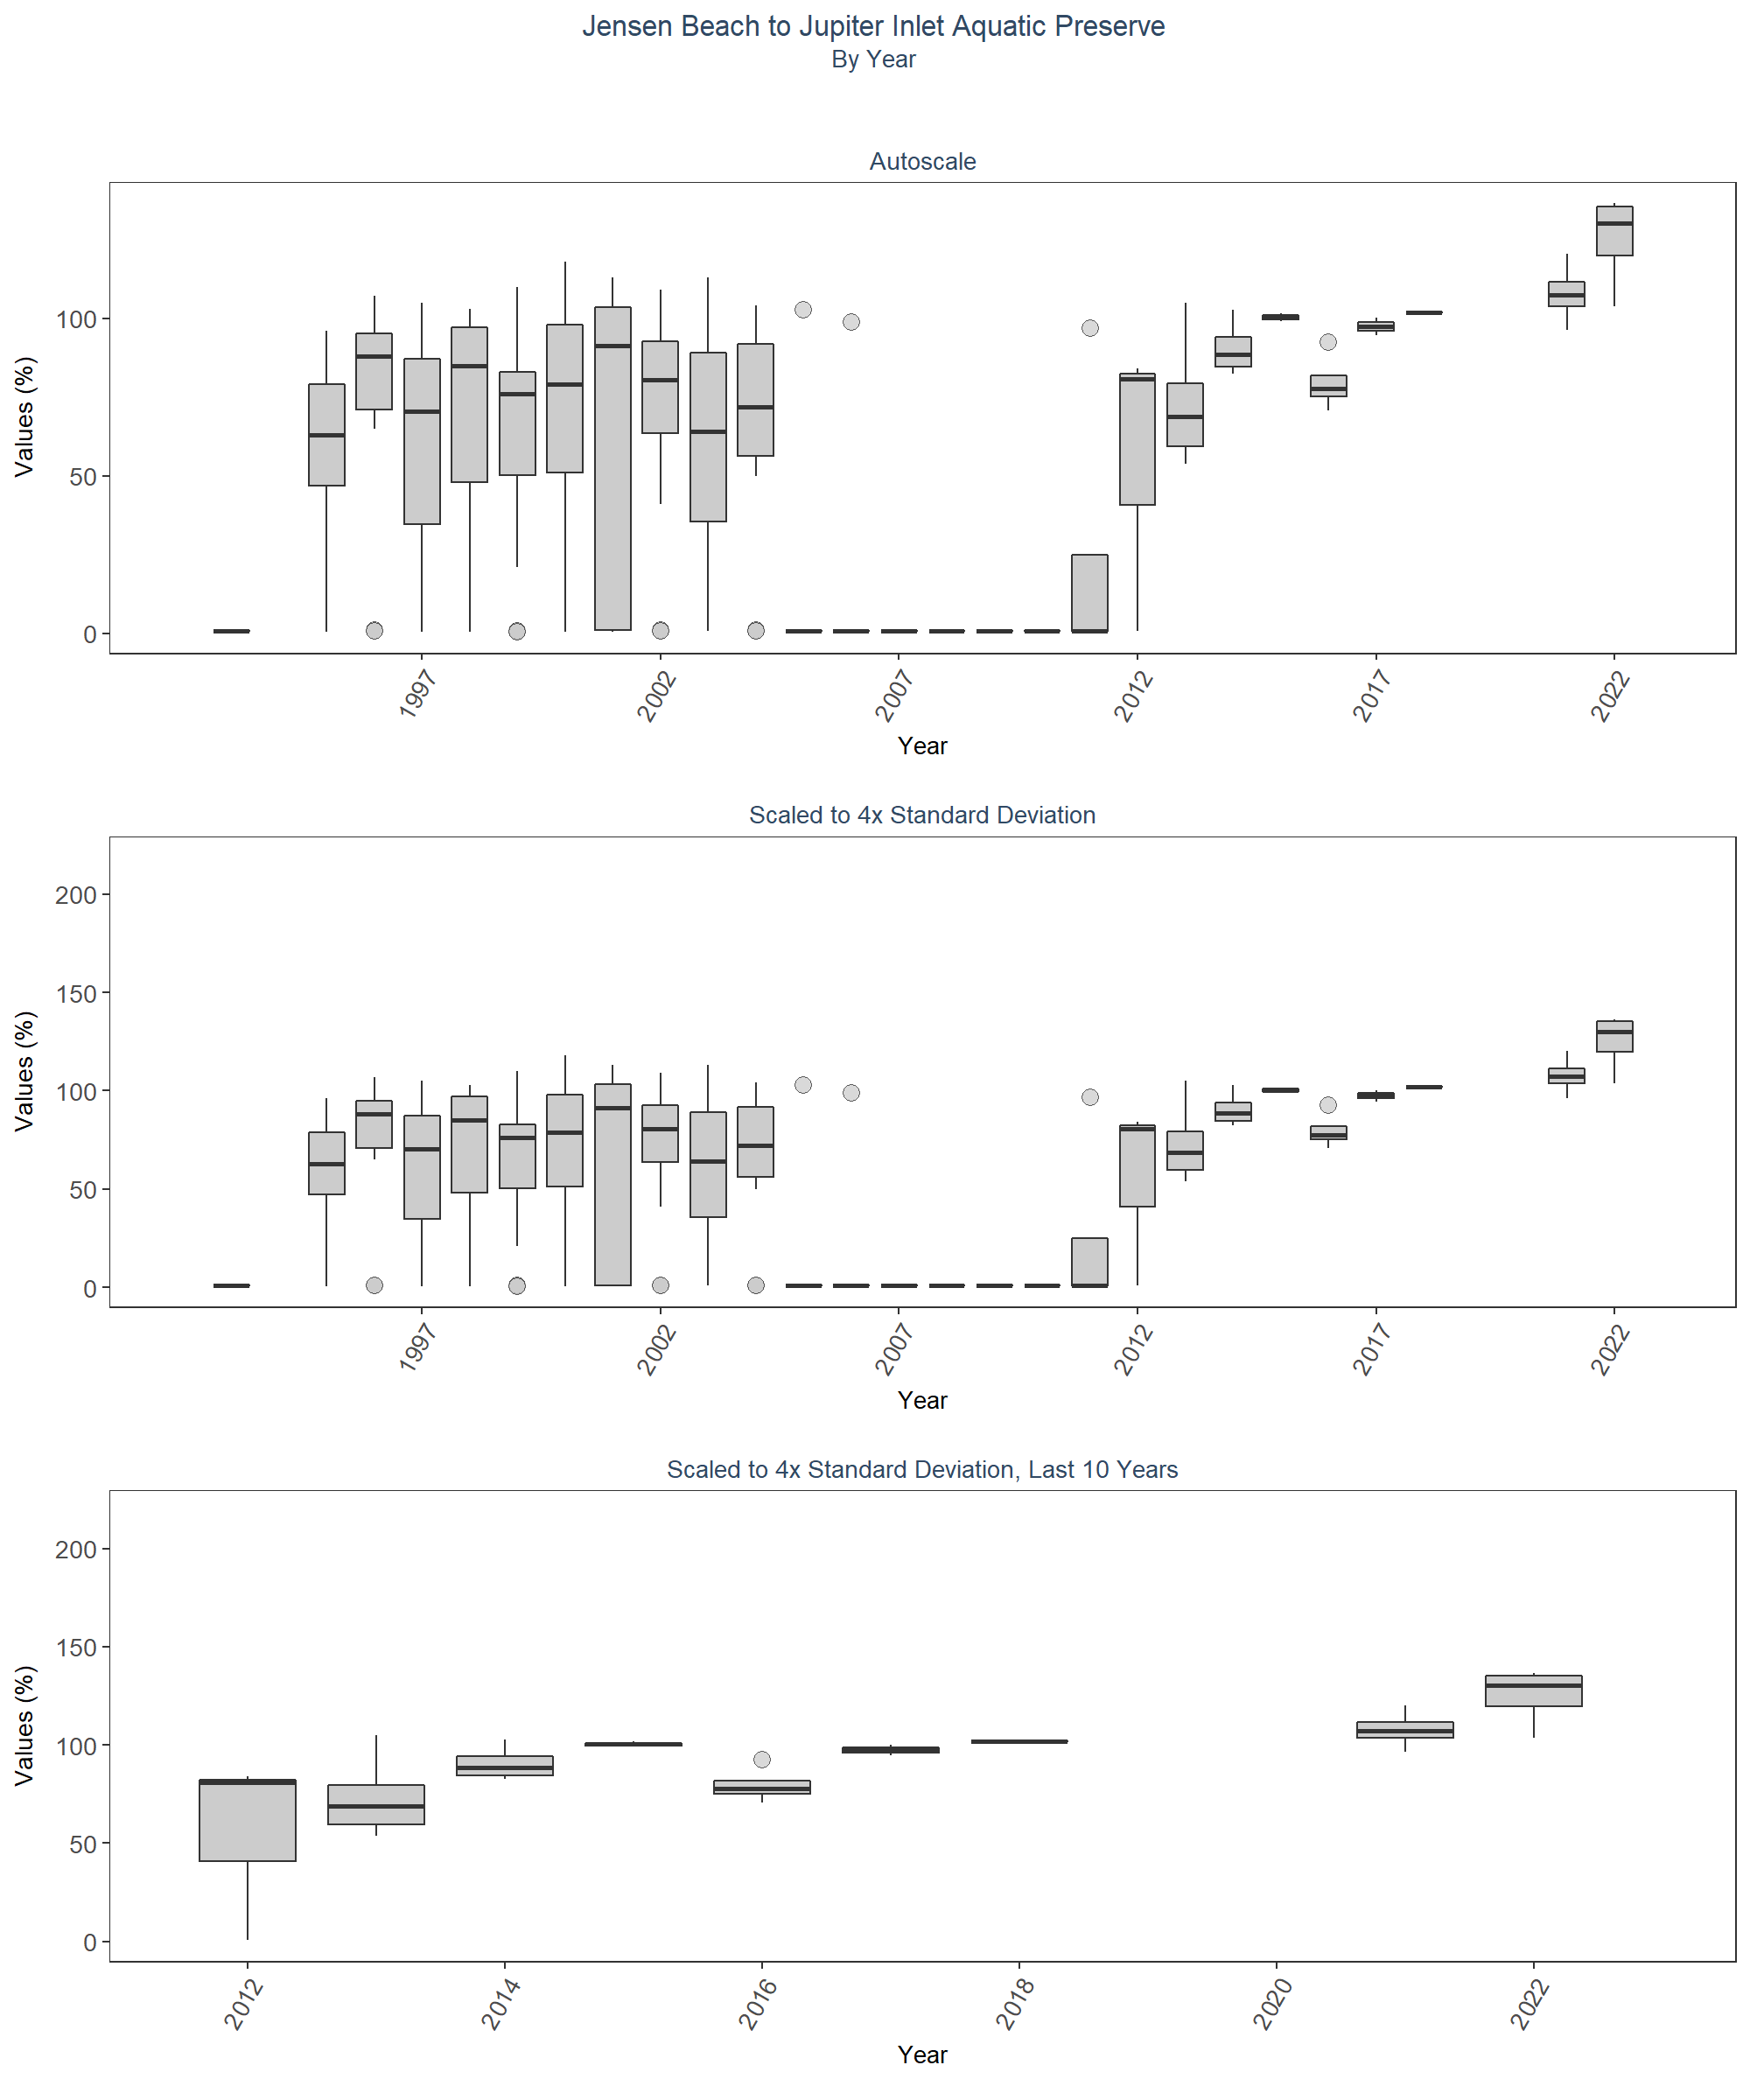 Jensen Beach to Jupiter Inlet Aquatic Preserve
By Year
Autoscale
Values (%)
100
50
0
1997
2002
2007
2012
2017
2022
Year
Scaled to 4x Standard Deviation
Values (%)
200
150
100
50
0
1997
2002
2007
2012
2017
2022
Year
Scaled to 4x Standard Deviation, Last 10 Years
Values (%)
200
150
100
50
0
2012
2014
2016
2018
2020
2022
Year